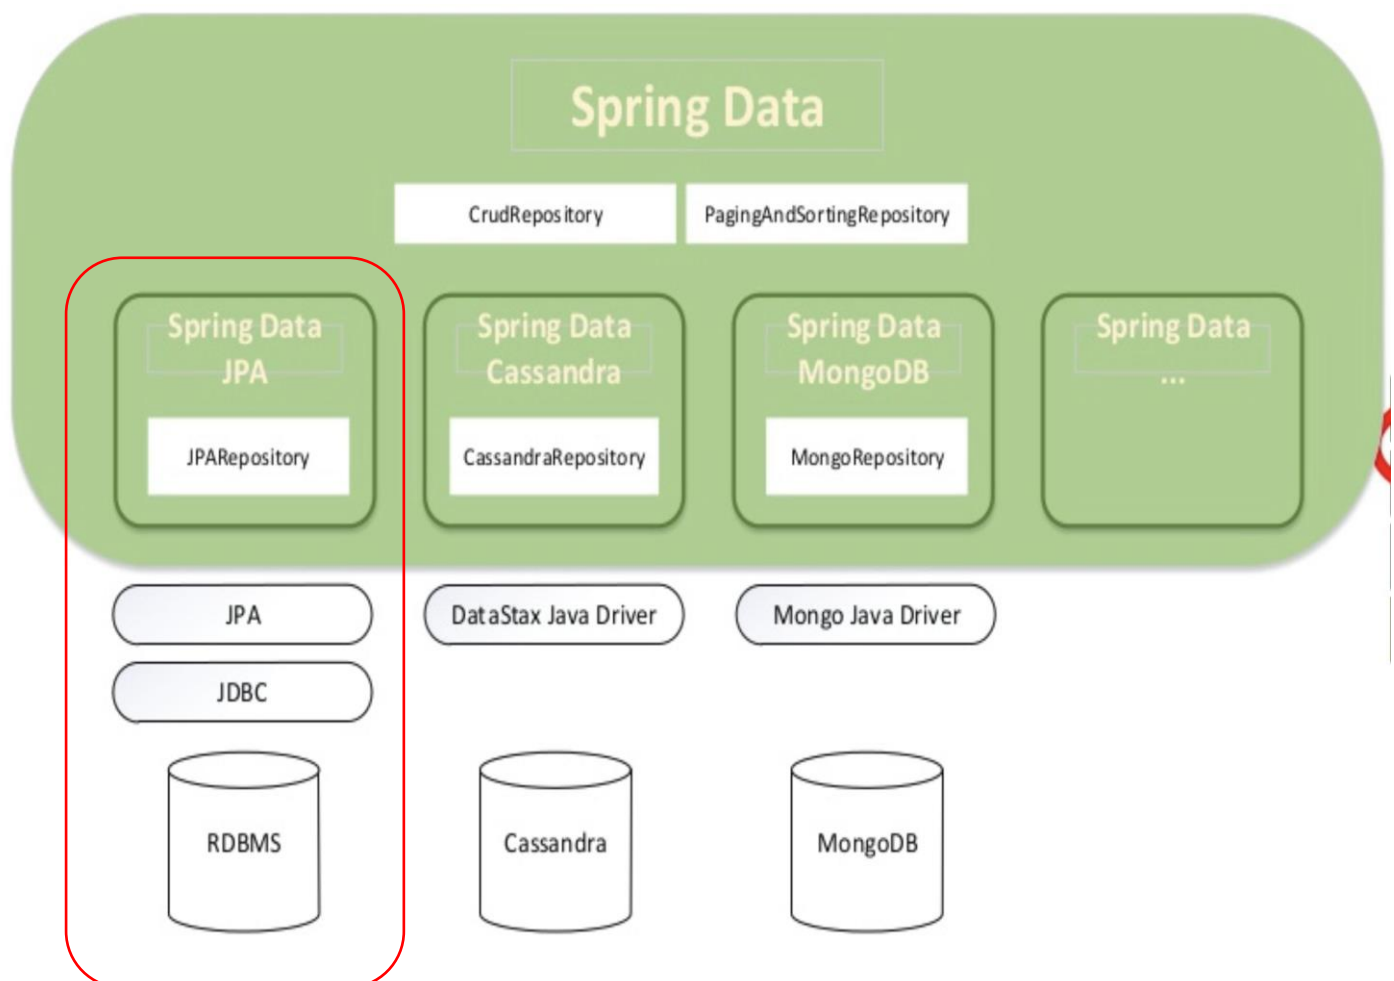 Spring Data
CrudRepository
PagingAndSortingRepository
Spring Data
JPA
JPARepository
Spring Data
Cassandra
CassandraRepository
Spring Data
MongoDB
MongoRepository
Spring Data
...
JPA
DataStax Java Driver
Mongo Java Driver
JDBC
RDBMS
Cassandra
MongoDB